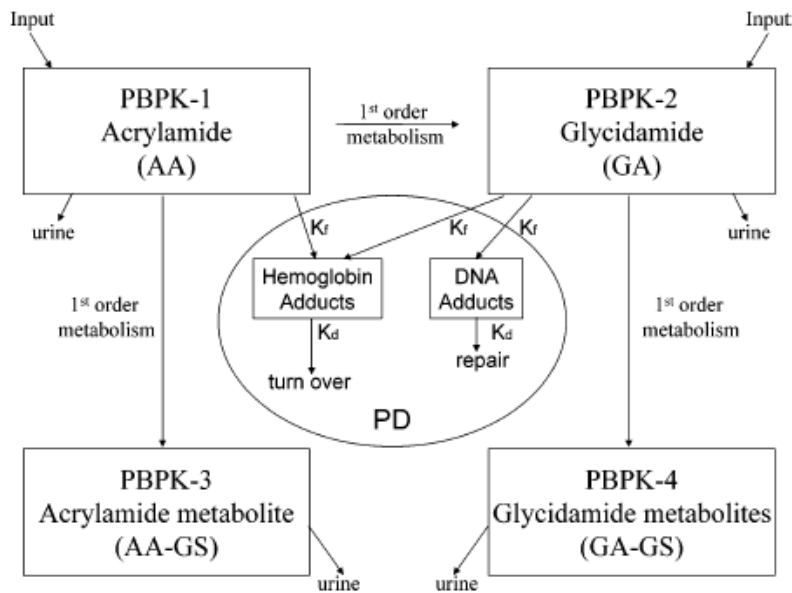 Input
Input
PBPK-1
Acrylamide
(AA)
1st order
metabolism
PBPK-2
Glycidamide
(GA)
urine
urine
Kf
Kf
Kf
Hemoglobin
Adducts
DNA
Adducts
Kd
Kd
turn over
repair
PD
1st order
metabolism
1st order
metabolism
PBPK-3
Acrylamide metabolite
(AA-GS)
PBPK-4
Glycidamide metabolites
(GA-GS)
urine
urine